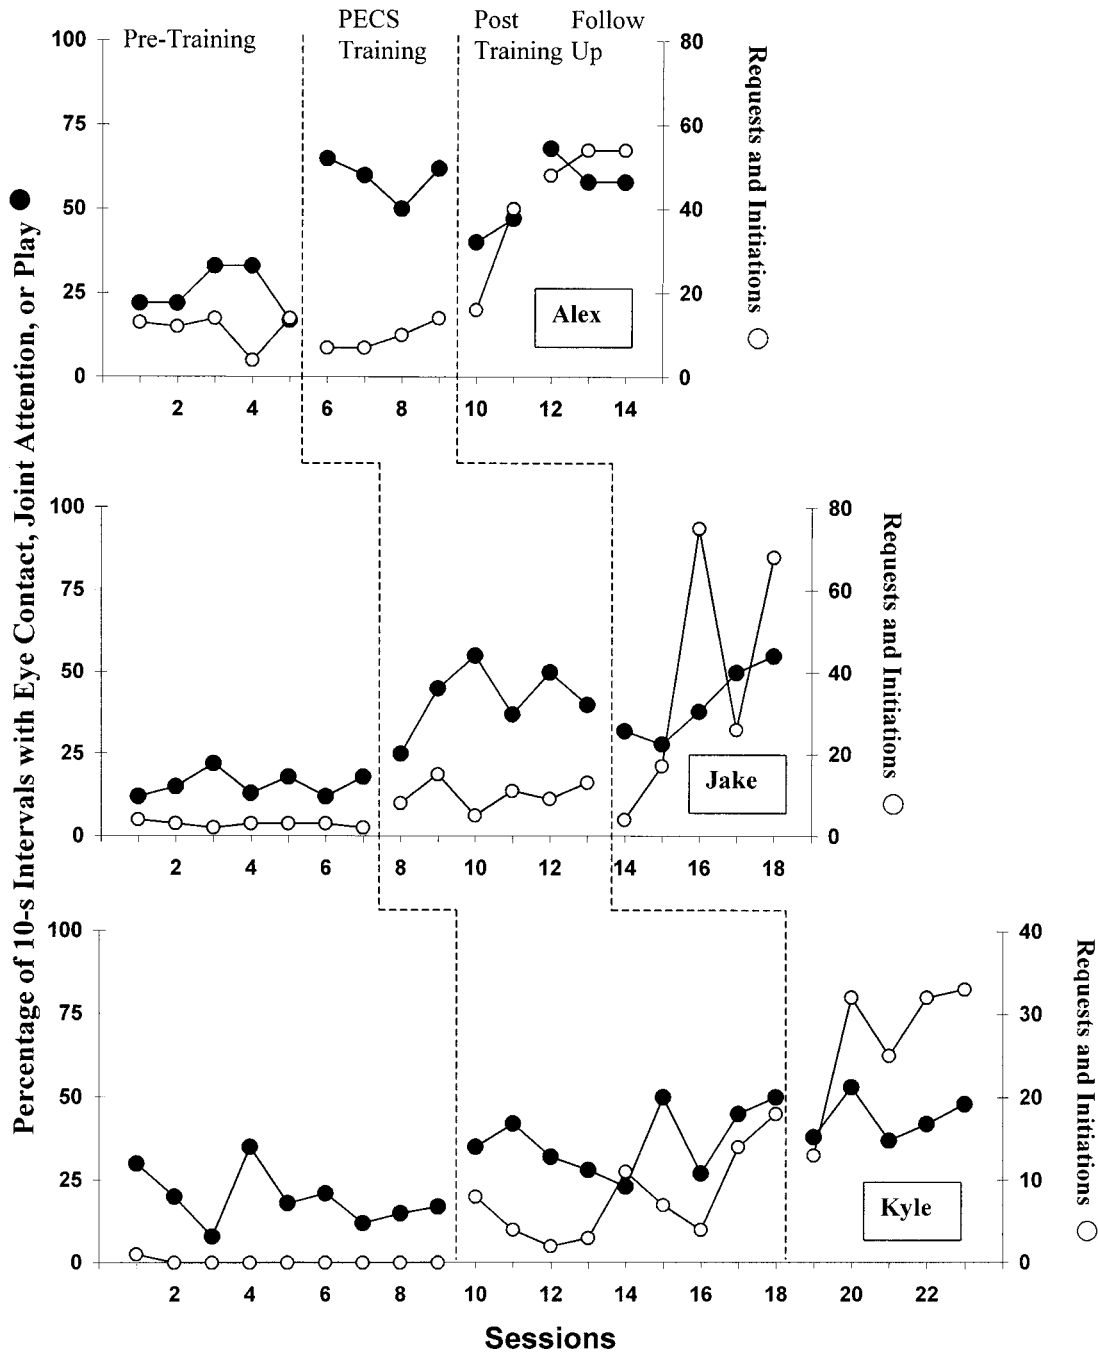 Pre-Training
PECS
Training
Post
Training
Follow
Up
Percentage of 10-s Intervals with Eye Contact, Joint Attention, or Play
100
75
50
25
0
80
60
40
20
0
Requests and Initiations
Alex
2 4 6 8 10 12 14
100
75
50
25
0
80
60
40
20
0
Requests and Initiations
Jake
2 4 6 8 10 12 14 16 18
100
75
50
25
0
40
30
20
10
0
Requests and Initiations
Kyle
2 4 6 8 10 12 14 16 18 20 22
Sessions